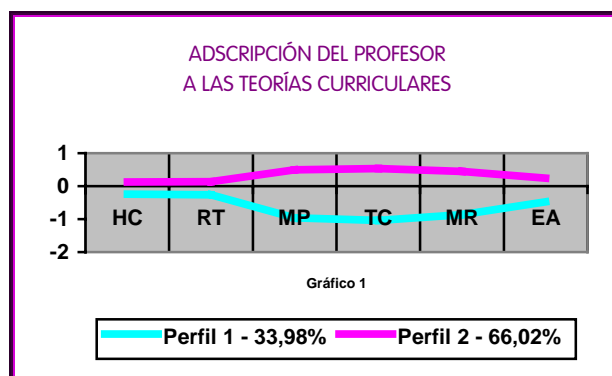 ADSCRIPCIÓN DEL PROFESOR
A LAS TEORÍAS CURRICULARES
1
0
-1
-2
HC RT MP TC MR EA
Gráfico 1
Perfil 1 - 33,98% Perfil 2 - 66,02%